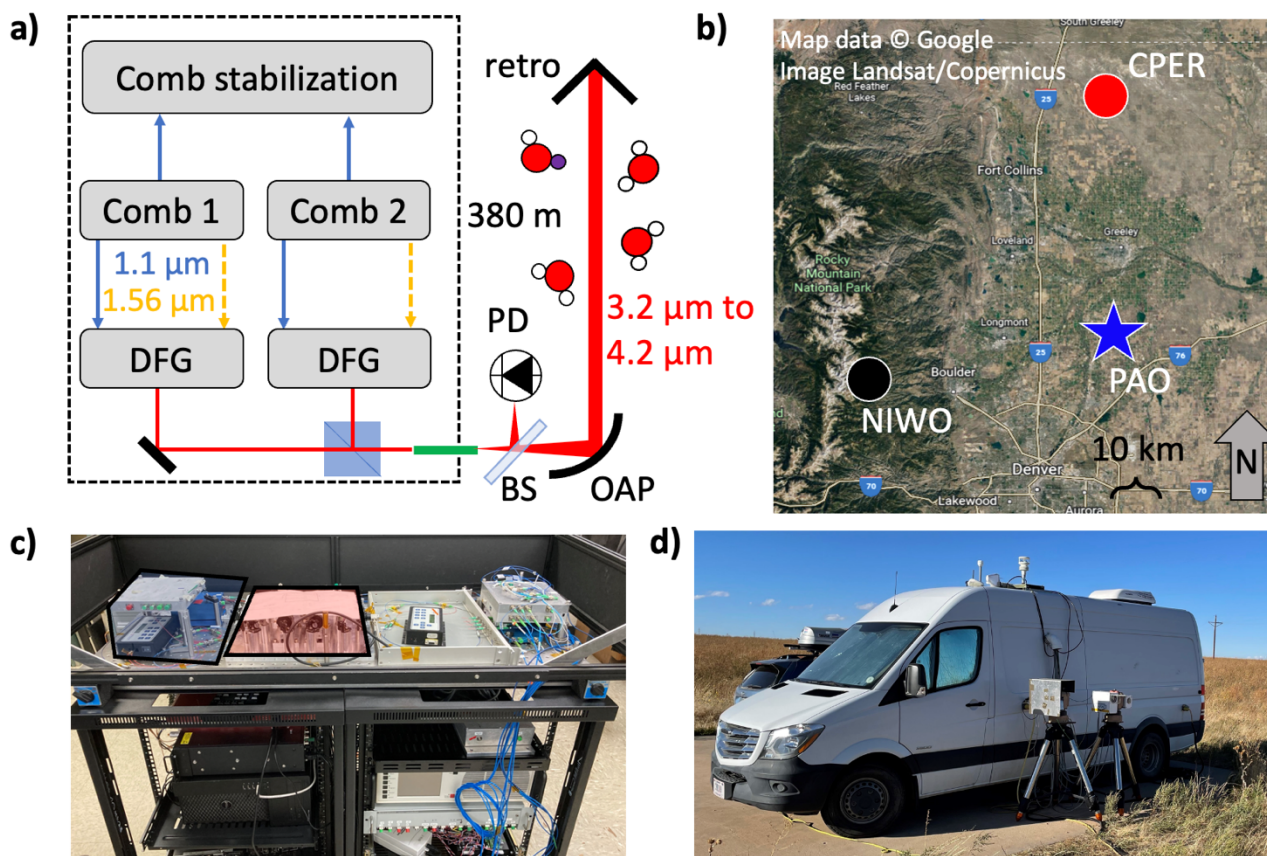 a)
Comb stabilization
Comb 1
Comb 2
1.1 µm
1.56 µm
DFG
DFG
retro
380 m
PD
3.2 µm to
4.2 µm
BS
OAP
b)
Map data © Google
Image Landsat/Copernicus
South Greeley
CPER
Red Feather
Lakes
25
Fort Collins
Loveland
Greeley
Rocky
Mountain
National Park
Longmont
25
76
PAO
Boulder
NIWO
10 km
N
Denver
70
Lakewood
Aurora
70
c)
d)